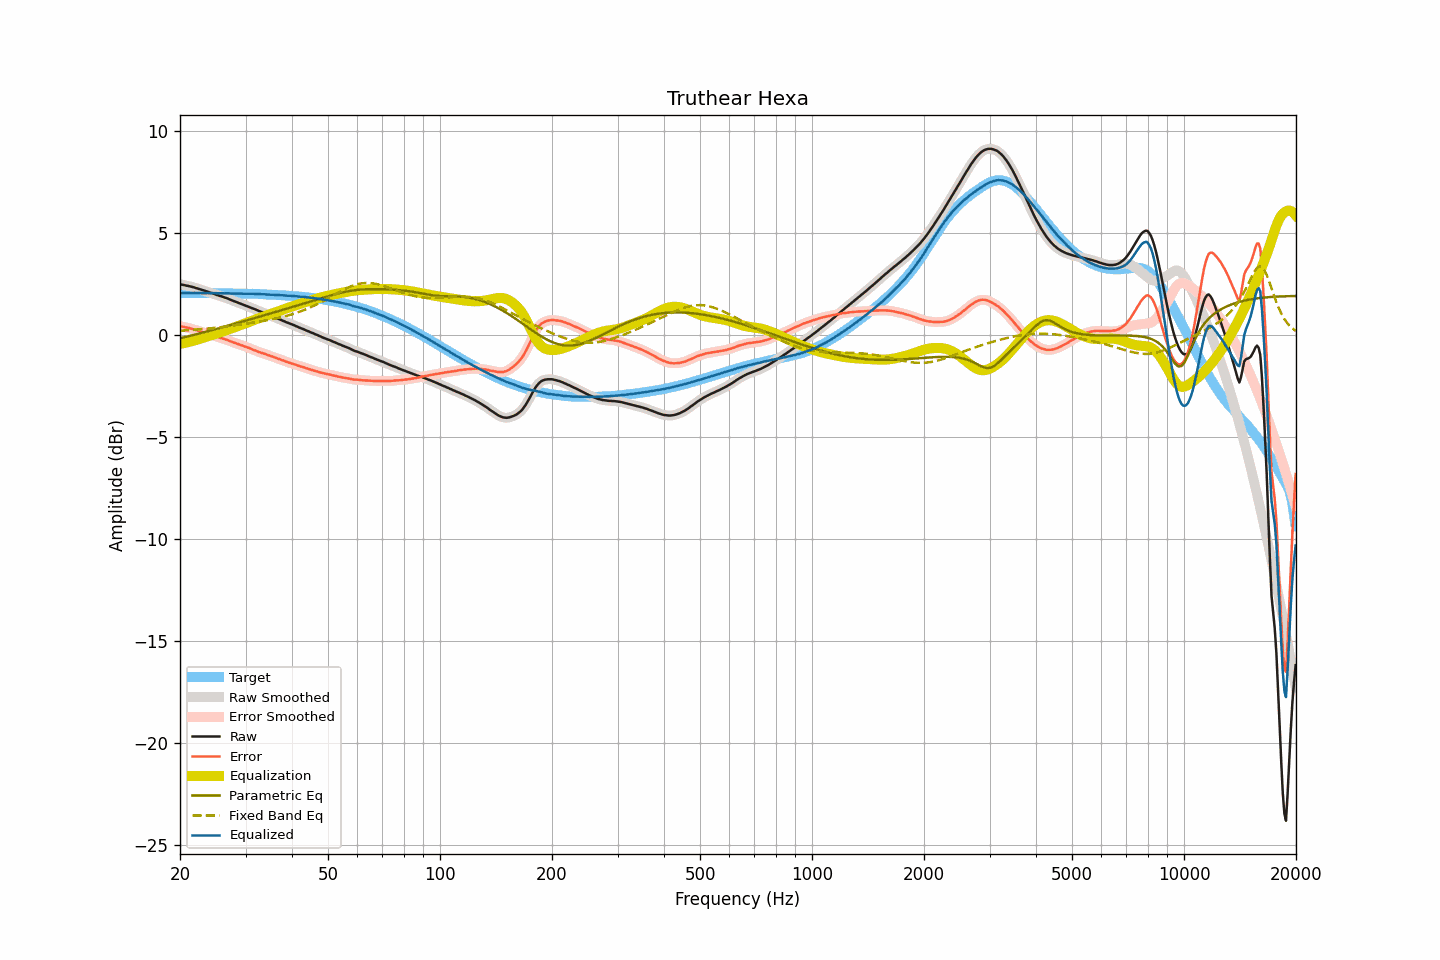 Truthear Hexa
10
5
0
−5
−10
−15
−20
−25
Amplitude (dBr)
Target
Raw Smoothed
Error Smoothed
Raw
Error
Equalization
Parametric Eq
Fixed Band Eq
Equalized
20 50 100 200 500 1000 2000 5000 10000 20000
Frequency (Hz)